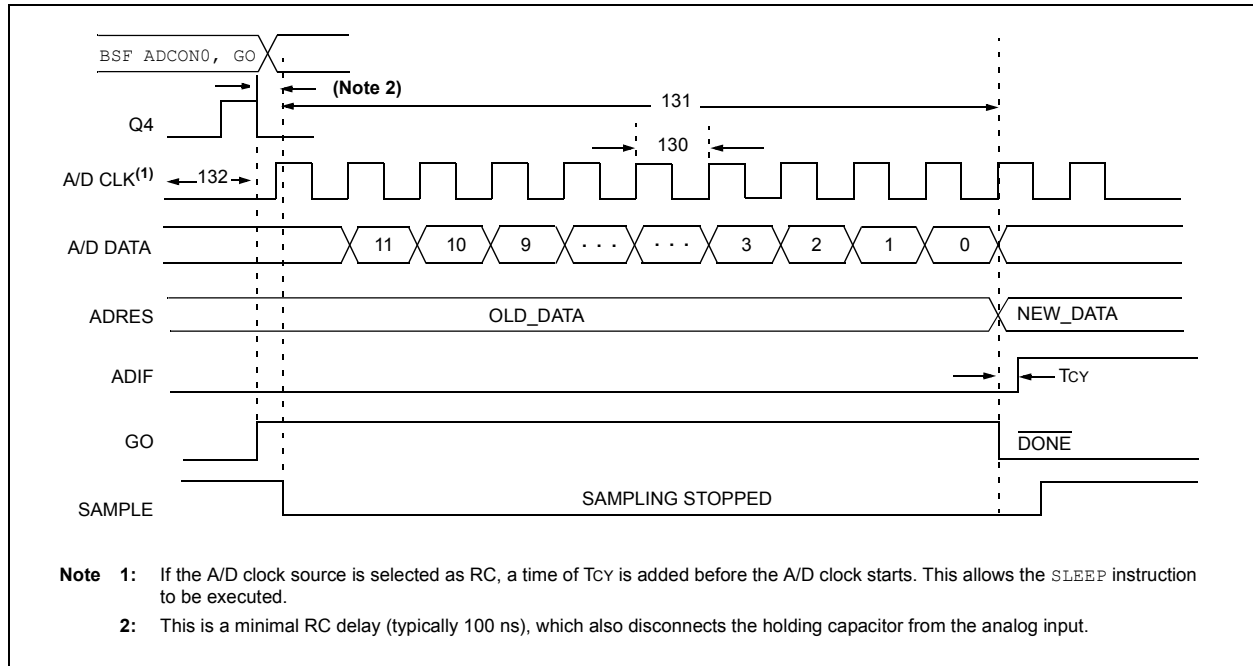 BSF ADCON0, GO
(Note 2)
131
Q4
130
A/D CLK(1)
132
A/D DATA
11 10 9 . . . . . . 3 2 1 0
ADRES
OLD_DATA
NEW_DATA
ADIF
TCY
GO
DONE
SAMPLE
SAMPLING STOPPED
Note 1: If the A/D clock source is selected as RC, a time of TCY is added before the A/D clock starts. This allows the SLEEP instruction
to be executed.
2: This is a minimal RC delay (typically 100 ns), which also disconnects the holding capacitor from the analog input.